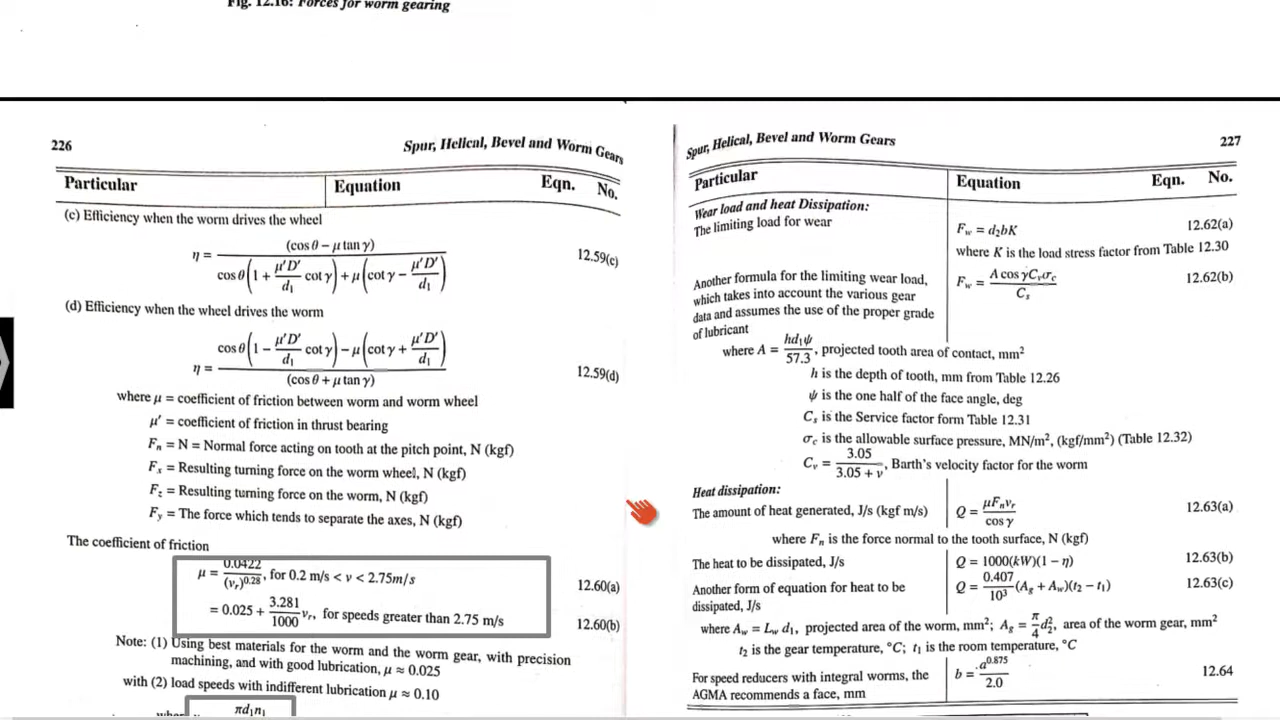 Fig. 12.16: Forces for worm gearing
226
Spur, Helical, Bevel and Worm Gears
Particular Equation Eqn. No.
(c) Efficiency when the worm drives the wheel
η = (cos θ − μ tan γ) / (cos θ (1 + μ′D′/d₁ cot γ) + μ (cot γ − μ′D′/d₁)) 12.59(c)
(d) Efficiency when the wheel drives the worm
η = (cos θ (1 − μ′D′/d₁ cot γ) − μ (cot γ + μ′D′/d₁)) / (cos θ + μ tan γ) 12.59(d)
where μ = coefficient of friction between worm and worm wheel
μ′ = coefficient of friction in thrust bearing
Fₙ = N = Normal force acting on tooth at the pitch point, N (kgf)
Fₓ = Resulting turning force on the worm wheel, N (kgf)
F_z = Resulting turning force on the worm, N (kgf)
F_y = The force which tends to separate the axes, N (kgf)
The coefficient of friction
μ = 0.0422/(vᵣ)^0.28, for 0.2 m/s < v < 2.75m/s 12.60(a)
= 0.025 + 3.281/1000 vᵣ, for speeds greater than 2.75 m/s 12.60(b)
Note: (1) Using best materials for the worm and the worm gear, with precision
machining, and with good lubrication, μ ≈ 0.025
with (2) load speeds with indifferent lubrication μ ≈ 0.10
πd₁n₁
Spur, Helical, Bevel and Worm Gears
227
Particular Equation Eqn. No.
Wear load and heat Dissipation:
The limiting load for wear F_w = d₂bK 12.62(a)
where K is the load stress factor from Table 12.30
Another formula for the limiting wear load, F_w = A cos γC_vσ_c / C_s 12.62(b)
which takes into account the various gear
data and assumes the use of the proper grade
of lubricant
where A = hd₁ψ/57.3, projected tooth area of contact, mm²
h is the depth of tooth, mm from Table 12.26
ψ is the one half of the face angle, deg
C_s is the Service factor form Table 12.31
σ_c is the allowable surface pressure, MN/m², (kgf/mm²) (Table 12.32)
C_v = 3.05/(3.05 + v), Barth's velocity factor for the worm
Heat dissipation:
The amount of heat generated, J/s (kgf m/s) Q = μFₙvᵣ / cos γ 12.63(a)
where Fₙ is the force normal to the tooth surface, N (kgf)
The heat to be dissipated, J/s Q = 1000(kW)(1 − η) 12.63(b)
Another form of equation for heat to be Q = 0.407/10³ (A_g + A_w)(t₂ − t₁) 12.63(c)
dissipated, J/s
where A_w = L_w d₁, projected area of the worm, mm²; A_g = π/4 d₂², area of the worm gear, mm²
t₂ is the gear temperature, °C; t₁ is the room temperature, °C
For speed reducers with integral worms, the b = a^0.875/2.0 12.64
AGMA recommends a face, mm